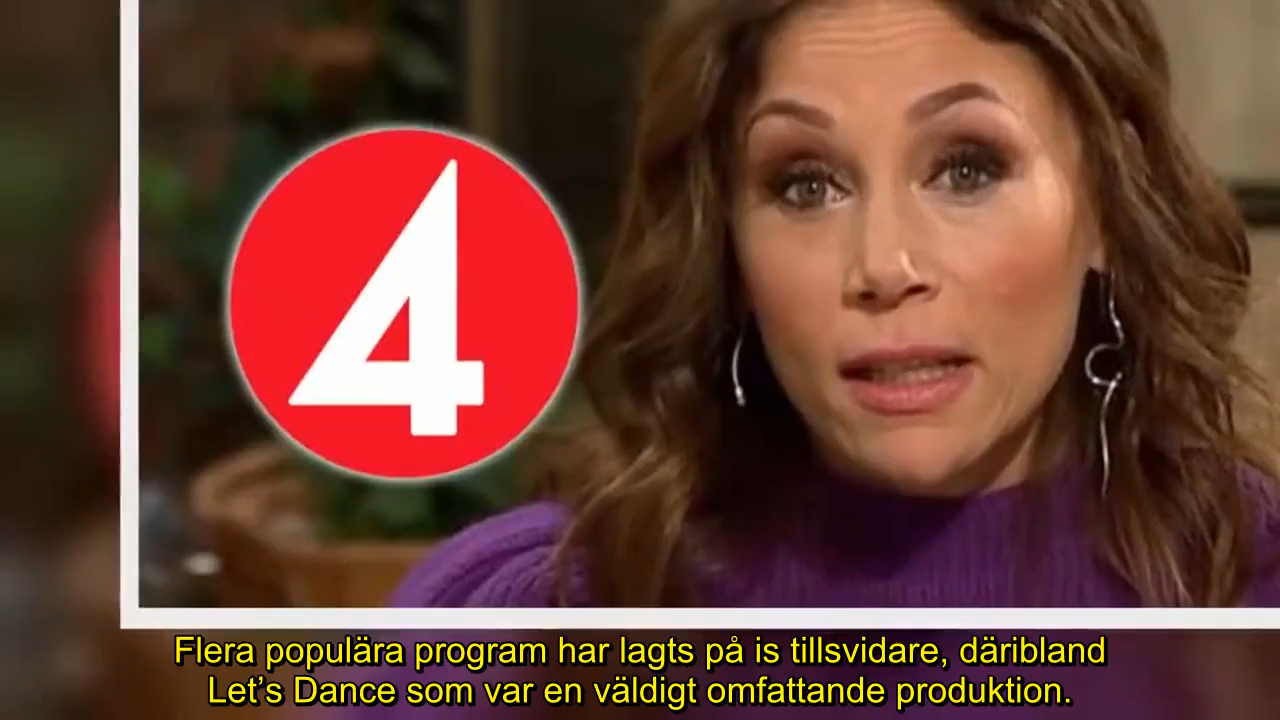 4
Flera populära program har lagts på is tillsvidare, däribland
Let’s Dance som var en väldigt omfattande produktion.